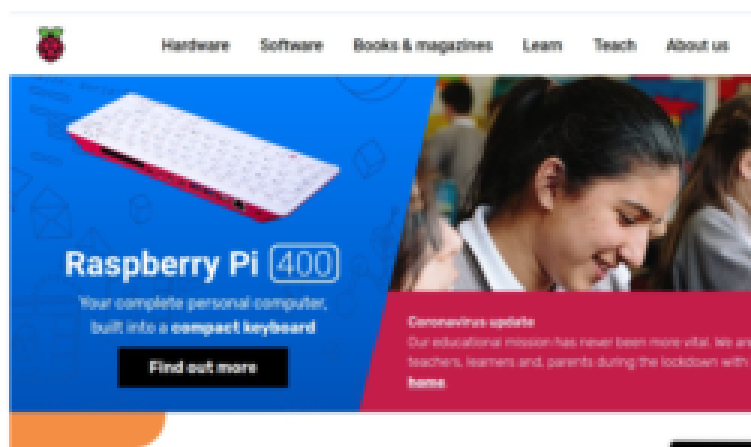 Hardware Software Books & magazines Learn Teach About us
Raspberry Pi 400
Your complete personal computer,
built into a compact keyboard
Find out more
Coronavirus update
Our educational mission has never been more vital. We are
teachers, learners and, parents during the lockdown with
home.